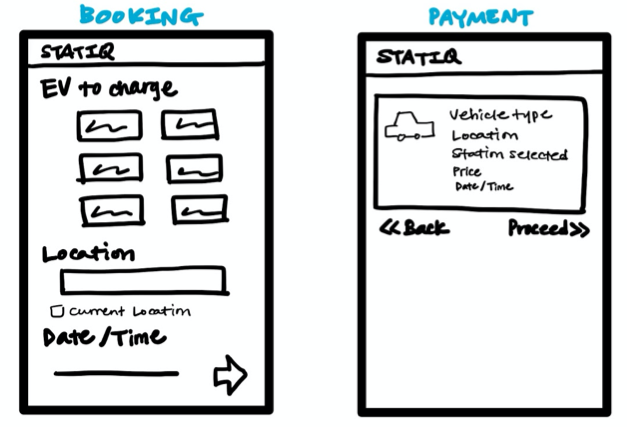 BOOKING
STATIQ
EV to charge
Location
Current Location
Date/Time
PAYMENT
STATIQ
Vehicle type
Location
Station selected
Price
Date/Time
<<Back
Proceed>>